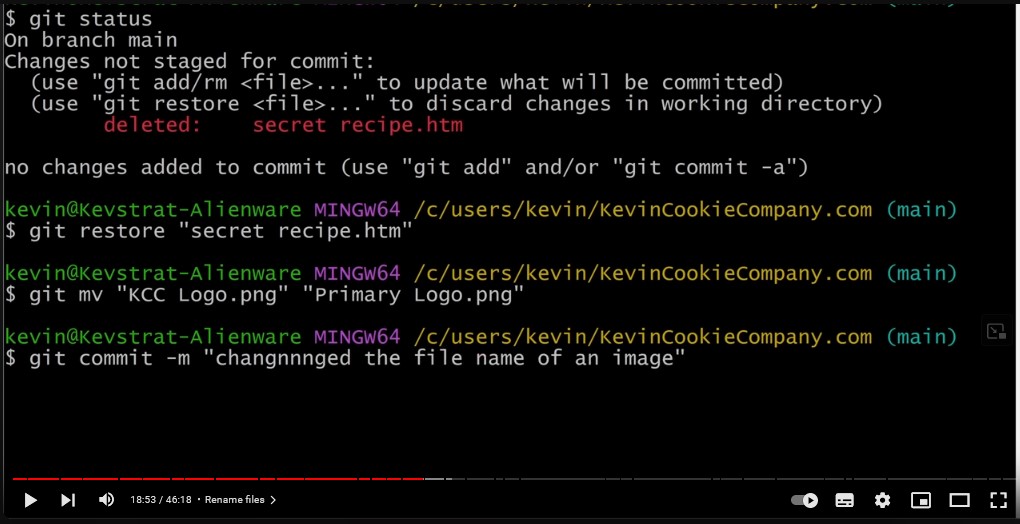 $ git status
On branch main
Changes not staged for commit:
  (use "git add/rm <file>..." to update what will be committed)
  (use "git restore <file>..." to discard changes in working directory)
        deleted:    secret recipe.htm

no changes added to commit (use "git add" and/or "git commit -a")

kevin@Kevstrat-Alienware MINGW64 /c/users/kevin/KevinCookieCompany.com (main)
$ git restore "secret recipe.htm"

kevin@Kevstrat-Alienware MINGW64 /c/users/kevin/KevinCookieCompany.com (main)
$ git mv "KCC Logo.png" "Primary Logo.png"

kevin@Kevstrat-Alienware MINGW64 /c/users/kevin/KevinCookieCompany.com (main)
$ git commit -m "changnnnged the file name of an image"

18:53 / 46:18 • Rename files >